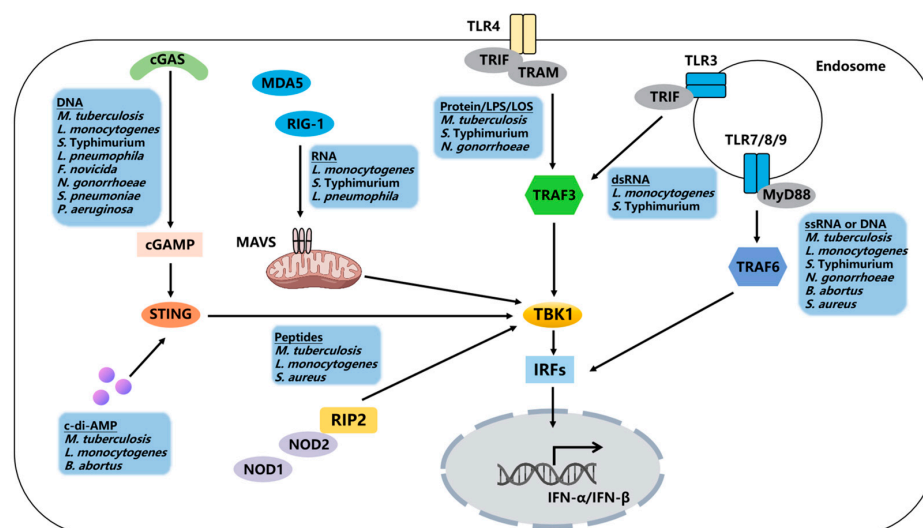 TLR4
cGAS
TRIF
TRAM
TLR3
Endosome
MDA5
TRIF
RIG-1
DNA
M. tuberculosis
L. monocytogenes
S. Typhimurium
L. pneumophila
F. novicida
N. gonorrhoeae
S. pneumoniae
P. aeruginosa
Protein/LPS/LOS
M. tuberculosis
S. Typhimurium
N. gonorrhoeae
TLR7/8/9
RNA
L. monocytogenes
S. Typhimurium
L. pneumophila
TRAF3
dsRNA
L. monocytogenes
S. Typhimurium
MyD88
cGAMP
MAVS
TRAF6
ssRNA or DNA
M. tuberculosis
L. monocytogenes
S. Typhimurium
N. gonorrhoeae
B. abortus
S. aureus
STING
TBK1
Peptides
M. tuberculosis
L. monocytogenes
S. aureus
IRFs
c-di-AMP
M. tuberculosis
L. monocytogenes
B. abortus
RIP2
NOD2
NOD1
IFN-α/IFN-β